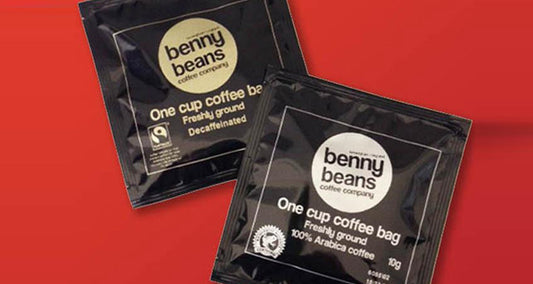 benny
beans
coffee company
One cup coffee bag
Freshly ground
Decaffeinated
benny
beans
coffee company
One cup coffee bag
Freshly ground
100% Arabica coffee
10g